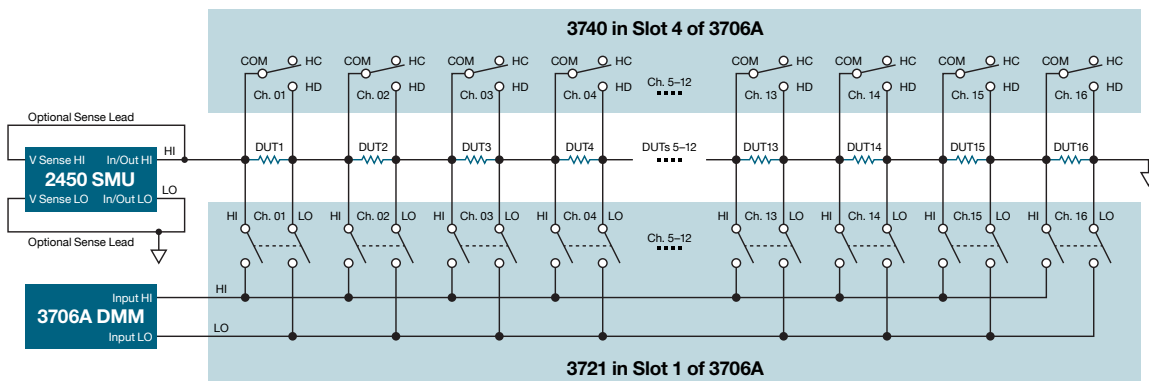 3740 in Slot 4 of 3706A
COM HC COM HC COM HC COM HC COM HC COM HC COM HC COM HC
Ch. 5–12
Ch. 01 HD Ch. 02 HD Ch. 03 HD Ch. 04 HD Ch. 13 HD Ch. 14 HD Ch. 15 HD Ch. 16 HD
Optional Sense Lead
HI
DUT1 DUT2 DUT3 DUT4 DUTs 5–12 DUT13 DUT14 DUT15 DUT16
V Sense HI In/Out HI
2450 SMU
V Sense LO In/Out LO
LO
Optional Sense Lead
HI Ch. 01 LO HI Ch. 02 LO HI Ch. 03 LO HI Ch. 04 LO HI Ch. 13 LO HI Ch. 14 LO HI Ch.15 LO HI Ch. 16 LO
Ch. 5–12
HI
Input HI
3706A DMM
Input LO
LO
3721 in Slot 1 of 3706A